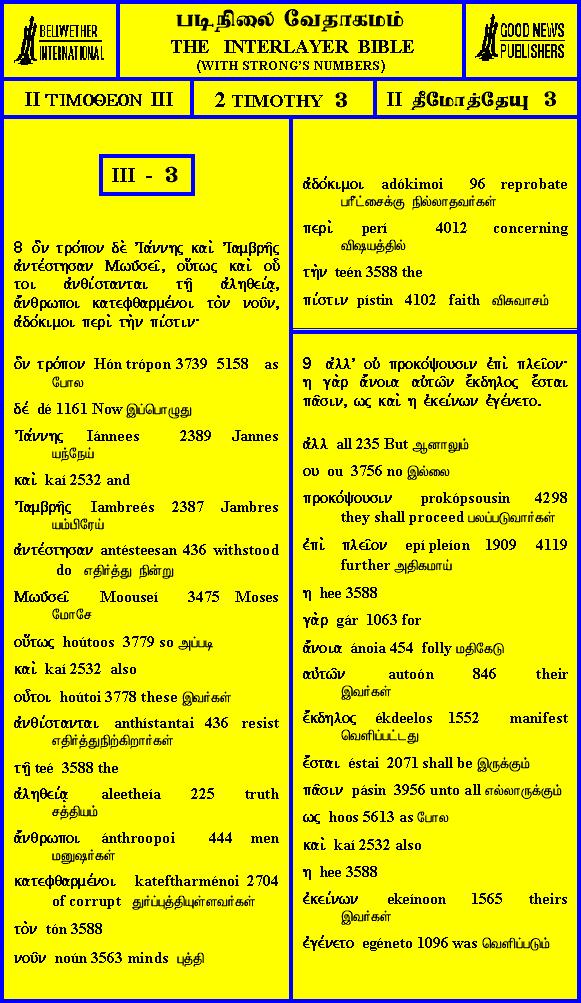 BELLWETHER
INTERNATIONAL
படிநிலை வேதாகமம்
THE INTERLAYER BIBLE
(WITH STRONG'S NUMBERS)
GOOD NEWS
PUBLISHERS
II ΤΙΜΟΘΕΟΝ III
2 TIMOTHY 3
II தீமோத்தேயு 3
III - 3
8 ὃν τρόπον δὲ Ἰάννης καὶ Ἰαμβρῆς
ἀντέστησαν Μωϋσεῖ, οὕτως καὶ οὗ
τοι ἀνθίστανται τῇ ἀληθείᾳ,
ἄνθρωποι κατεφθαρμένοι τὸν νοῦν,
ἀδόκιμοι περὶ τὴν πίστιν·
ὃν τρόπον Hón trópon 3739 5158 as
போல
δέ dé 1161 Now இப்பொழுது
Ἰάννης Iánnees 2389 Jannes
யந்நேய்
καὶ kaí 2532 and
Ἰαμβρῆς Iambreés 2387 Jambres
யம்பிரேய்
ἀντέστησαν antésteesan 436 withstood
do எதிர்த்து நின்று
Μωϋσεῖ Moouseí 3475 Moses
மோசே
οὕτως hoútoos 3779 so அப்படி
καὶ kaí 2532 also
οὗτοι hoútoi 3778 these இவர்கள்
ἀνθίστανται anthístantai 436 resist
எதிர்த்துநிற்கிறார்கள்
τῇ teé 3588 the
ἀληθείᾳ aleetheía 225 truth
சத்தியம்
ἄνθρωποι ánthroopoi 444 men
மனுஷர்கள்
κατεφθαρμένοι kateftharménoi 2704
of corrupt துர்ப்புத்தியுள்ளவர்கள்
τὸν tón 3588
νοῦν noún 3563 minds புத்தி
ἀδόκιμοι adókimoi 96 reprobate
பரீட்சைக்கு நில்லாதவர்கள்
περὶ perí 4012 concerning
விஷயத்தில்
τὴν teén 3588 the
πίστιν pístin 4102 faith விசுவாசம்
9 ἀλλ' οὐ προκόψουσιν ἐπὶ πλεῖον·
η γὰρ ἄνοια αὐτῶν ἔκδηλος ἔσται
πᾶσιν, ως καὶ η ἐκείνων ἐγένετο.
ἀλλ all 235 But ஆனாலும்
ου ou 3756 no இல்லை
προκόψουσιν prokópsousin 4298
they shall proceed பலப்படுவார்கள்
ἐπὶ πλεῖον epí pleíon 1909 4119
further அதிகமாய்
η hee 3588
γὰρ gár 1063 for
ἄνοια ánoia 454 folly மதிகேடு
αὐτῶν autoón 846 their
இவர்கள்
ἔκδηλος ékdeelos 1552 manifest
வெளிப்பட்டது
ἔσται éstai 2071 shall be இருக்கும்
πᾶσιν pásin 3956 unto all எல்லாருக்கும்
ως hoos 5613 as போல
καὶ kaí 2532 also
η hee 3588
ἐκείνων ekeínoon 1565 theirs
இவர்கள்
ἐγένετο egéneto 1096 was வெளிப்படும்